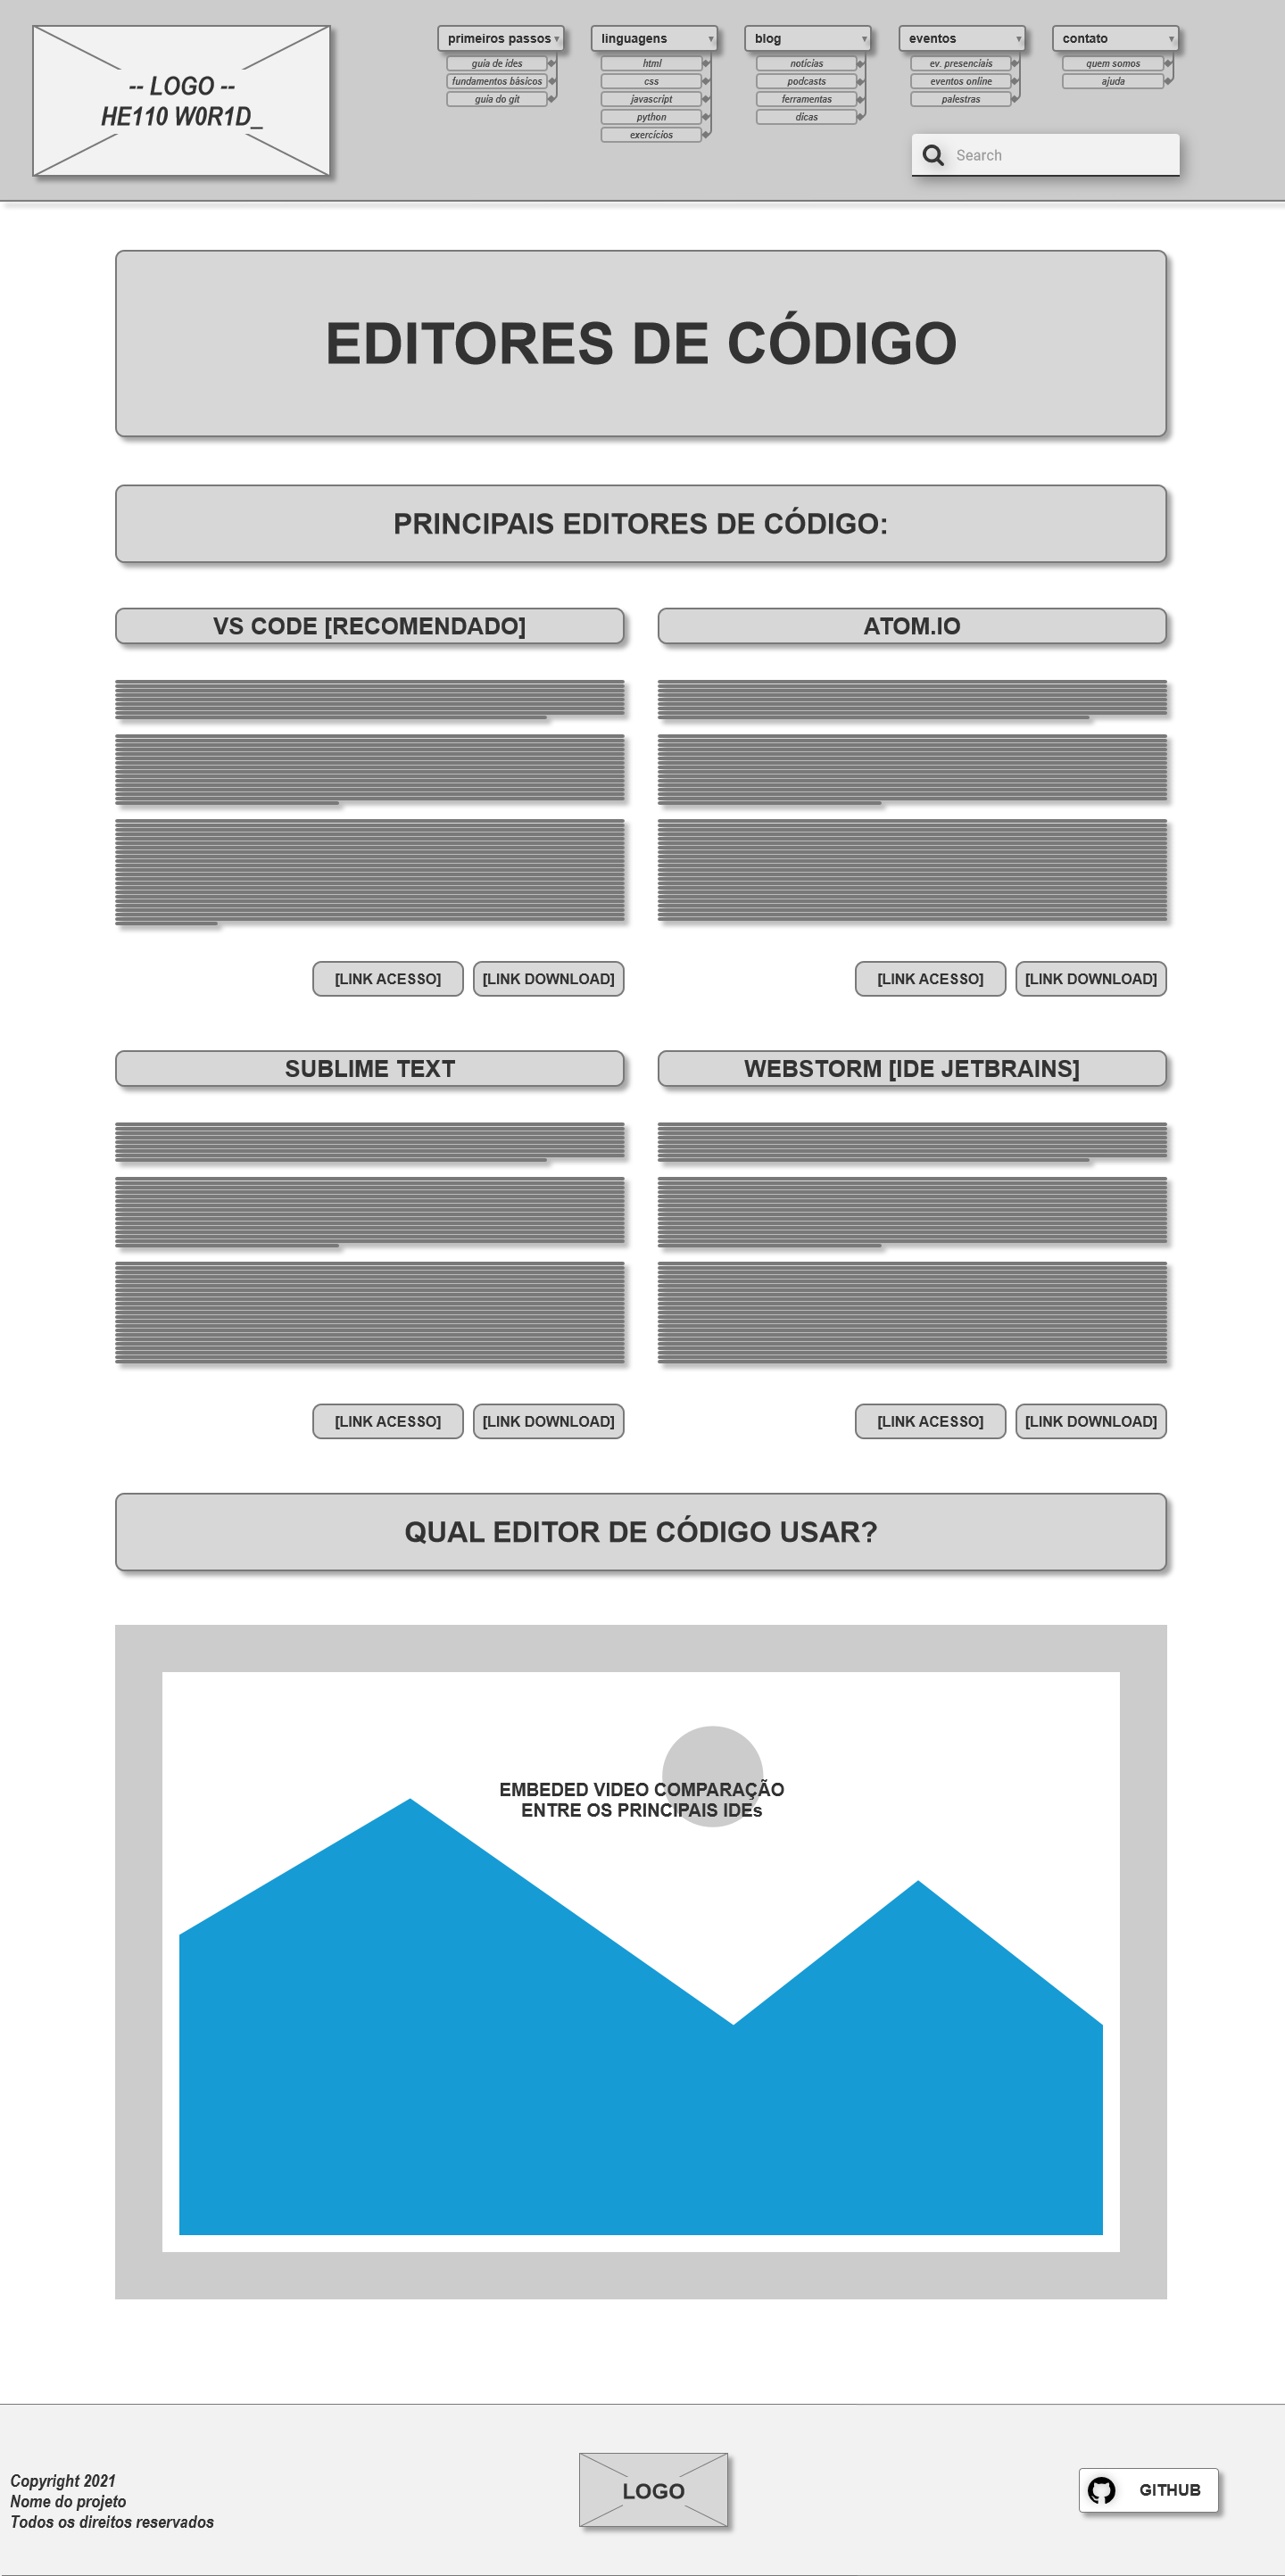 -- LOGO --
HE110 W0R1D_
primeiros passos ▾
guia de ides
fundamentos básicos
guia do git
linguagens ▾
html
css
javascript
python
exercícios
blog ▾
notícias
podcasts
ferramentas
dicas
eventos ▾
ev. presenciais
eventos online
palestras
contato ▾
quem somos
ajuda
Search
EDITORES DE CÓDIGO
PRINCIPAIS EDITORES DE CÓDIGO:
VS CODE [RECOMENDADO]
[LINK ACESSO] [LINK DOWNLOAD]
ATOM.IO
[LINK ACESSO] [LINK DOWNLOAD]
SUBLIME TEXT
[LINK ACESSO] [LINK DOWNLOAD]
WEBSTORM [IDE JETBRAINS]
[LINK ACESSO] [LINK DOWNLOAD]
QUAL EDITOR DE CÓDIGO USAR?
EMBEDED VIDEO COMPARAÇÃO
ENTRE OS PRINCIPAIS IDEs
Copyright 2021
Nome do projeto
Todos os direitos reservados
LOGO
GITHUB